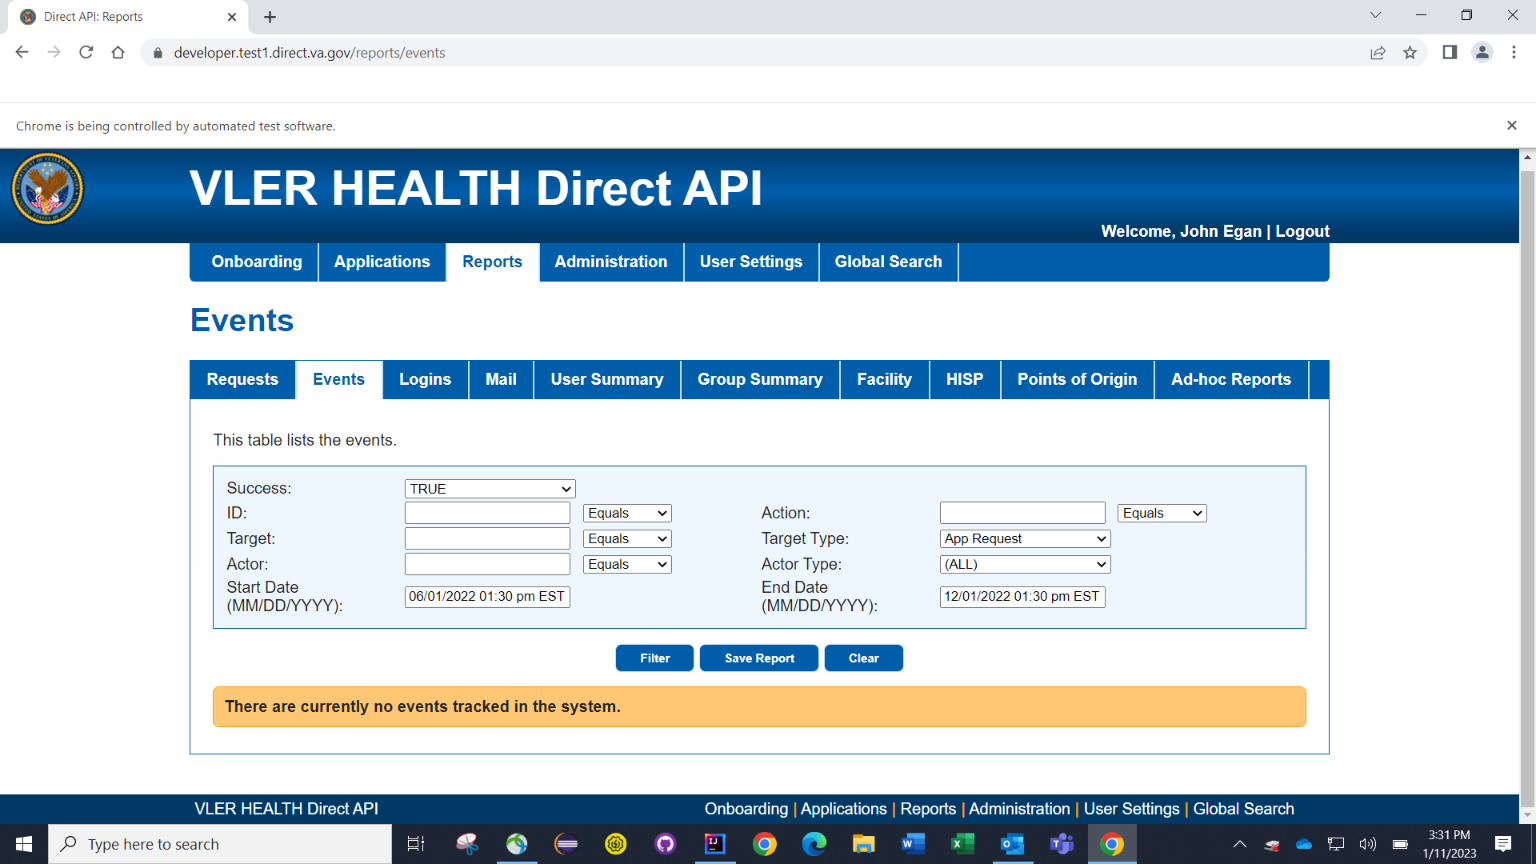 Direct API: Reports
developer.test1.direct.va.gov/reports/events
Chrome is being controlled by automated test software.
VLER HEALTH Direct API
Welcome, John Egan | Logout
Onboarding Applications Reports Administration User Settings Global Search
Events
Requests Events Logins Mail User Summary Group Summary Facility HISP Points of Origin Ad-hoc Reports
This table lists the events.
Success: TRUE
ID: Equals Action: Equals
Target: Equals Target Type: App Request
Actor: Equals Actor Type: (ALL)
Start Date End Date
(MM/DD/YYYY): 06/01/2022 01:30 pm EST (MM/DD/YYYY): 12/01/2022 01:30 pm EST
Filter Save Report Clear
There are currently no events tracked in the system.
VLER HEALTH Direct API Onboarding | Applications | Reports | Administration | User Settings | Global Search
Type here to search
3:31 PM
1/11/2023